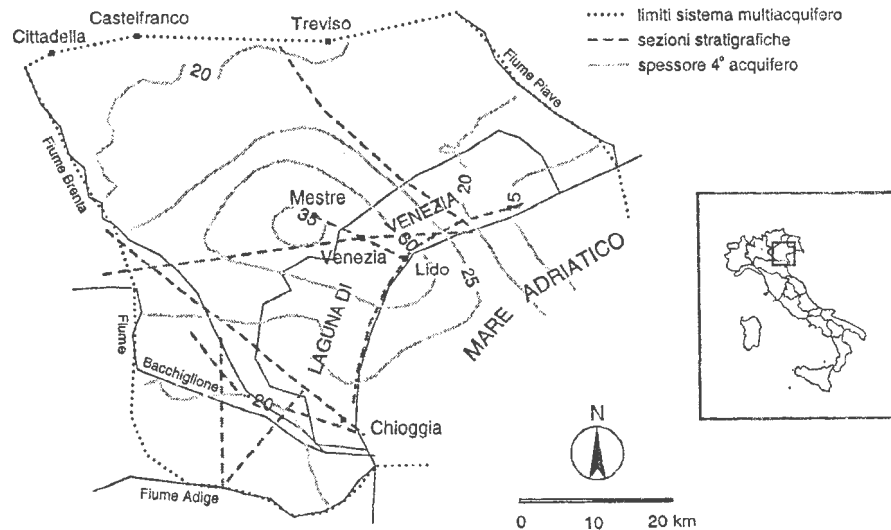 Cittadella
Castelfranco
Treviso
limiti sistema multiacquifero
sezioni stratigrafiche
spessore 4° acquifero
20
Fiume Piave
Fiume Brenta
Mestre
35
VENEZIA
20
15
Venezia
30
Lido
25
LAGUNA DI
MARE ADRIATICO
Fiume
Bacchiglione
20
Chioggia
Fiume Adige
N
0 10 20 km